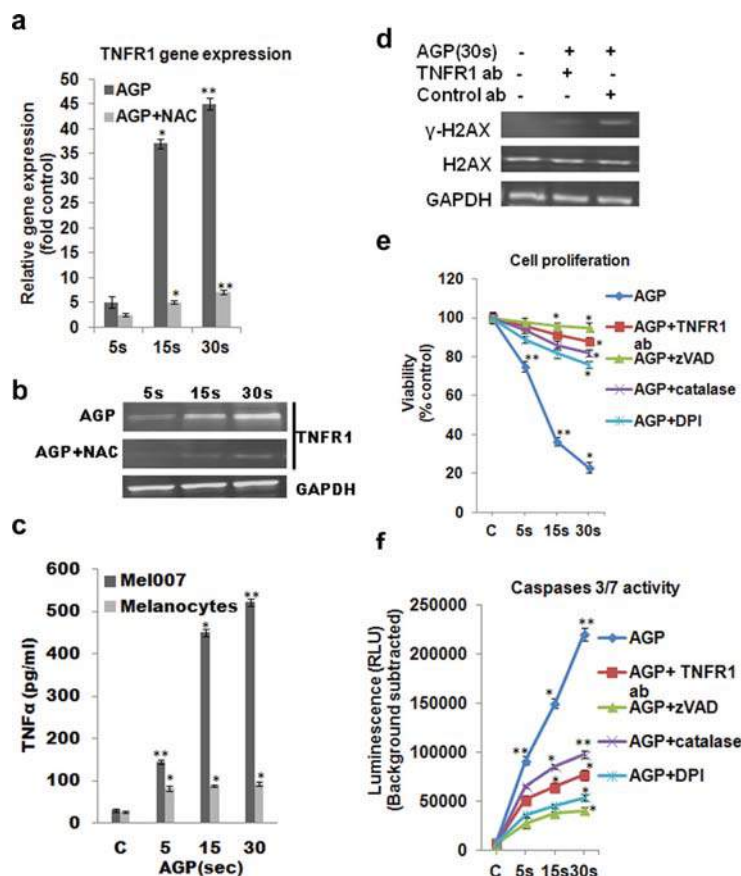 a
TNFR1 gene expression
50
45
40
35
30
25
20
15
10
5
0
Relative gene expression
(fold control)
AGP
AGP+NAC
*
**
*
**
5s 15s 30s
b
5s 15s 30s
AGP
AGP+NAC
TNFR1
GAPDH
c
600
500
400
300
200
100
0
TNFα (pg/ml)
Mel007
Melanocytes
**
*
*
*
**
*
C 5 15 30
AGP(sec)
d
AGP(30s) - + +
TNFR1 ab - + -
Control ab - - +
γ-H2AX
H2AX
GAPDH
e
Cell proliferation
120
100
80
60
40
20
0
Viability
(% control)
*
*
*
*
*
**
**
*
C 5s 15s 30s
AGP
AGP+TNFR1
ab
AGP+zVAD
AGP+catalase
AGP+DPI
f
Caspases 3/7 activity
250000
200000
150000
100000
50000
0
Luminescence (RLU)
(Background subtracted)
**
*
**
*
**
*
*
*
*
C 5s 15s 30s
AGP
AGP+ TNFR1
ab
AGP+zVAD
AGP+catalase
AGP+DPI